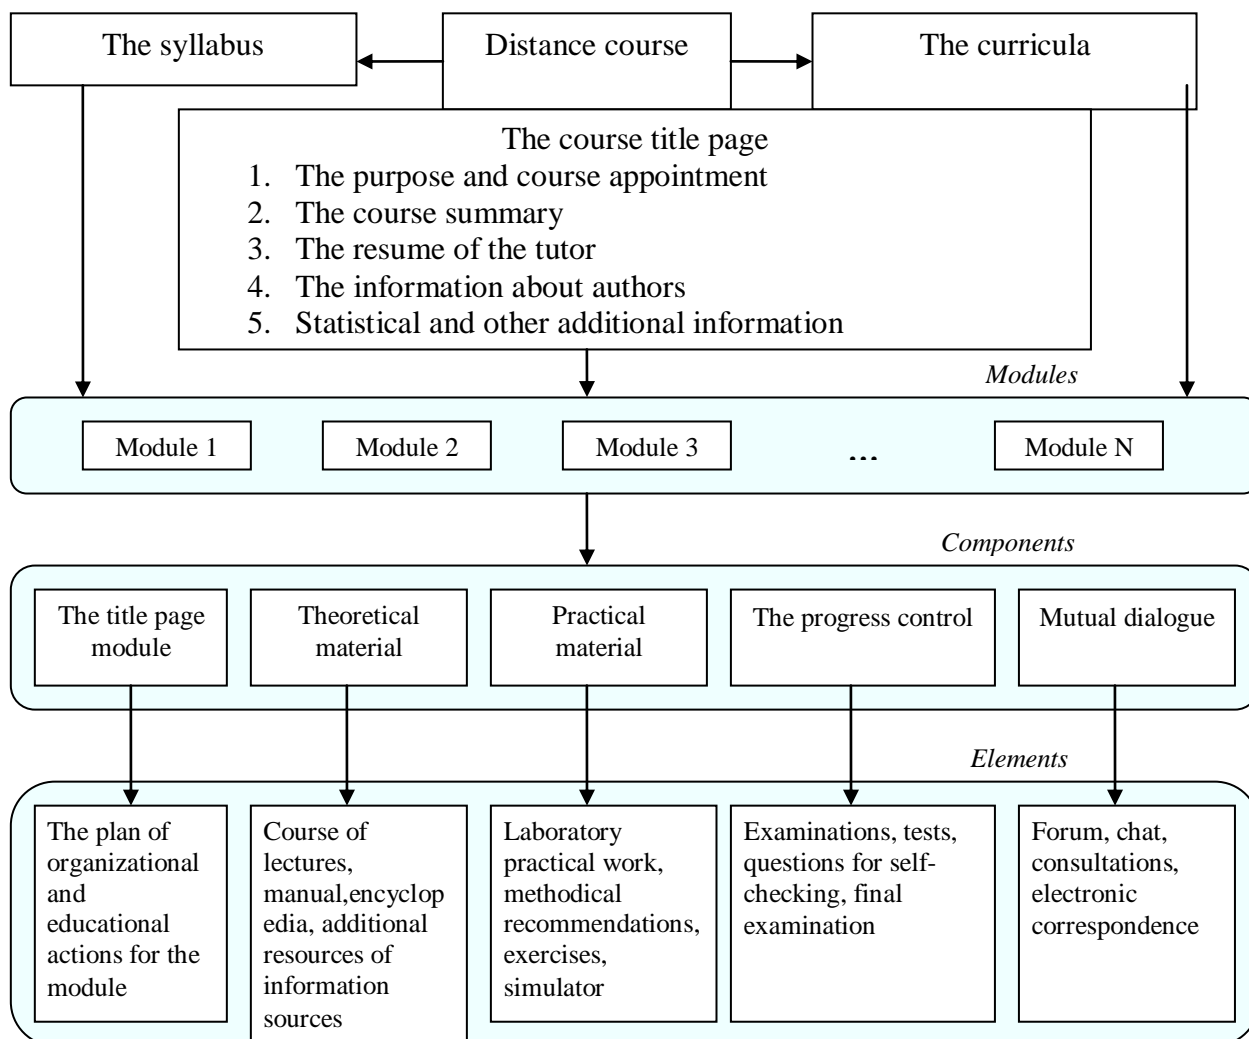 The syllabus
Distance course
The curricula
The course title page
1. The purpose and course appointment
2. The course summary
3. The resume of the tutor
4. The information about authors
5. Statistical and other additional information
Modules
Module 1
Module 2
Module 3
...
Module N
Components
The title page
module
Theoretical
material
Practical
material
The progress control
Mutual dialogue
Elements
The plan of
organizational
and
educational
actions for the
module
Course of
lectures,
manual,encyclop
edia, additional
resources of
information
sources
Laboratory
practical work,
methodical
recommendations,
exercises,
simulator
Examinations, tests,
questions for self-
checking, final
examination
Forum, chat,
consultations,
electronic
correspondence